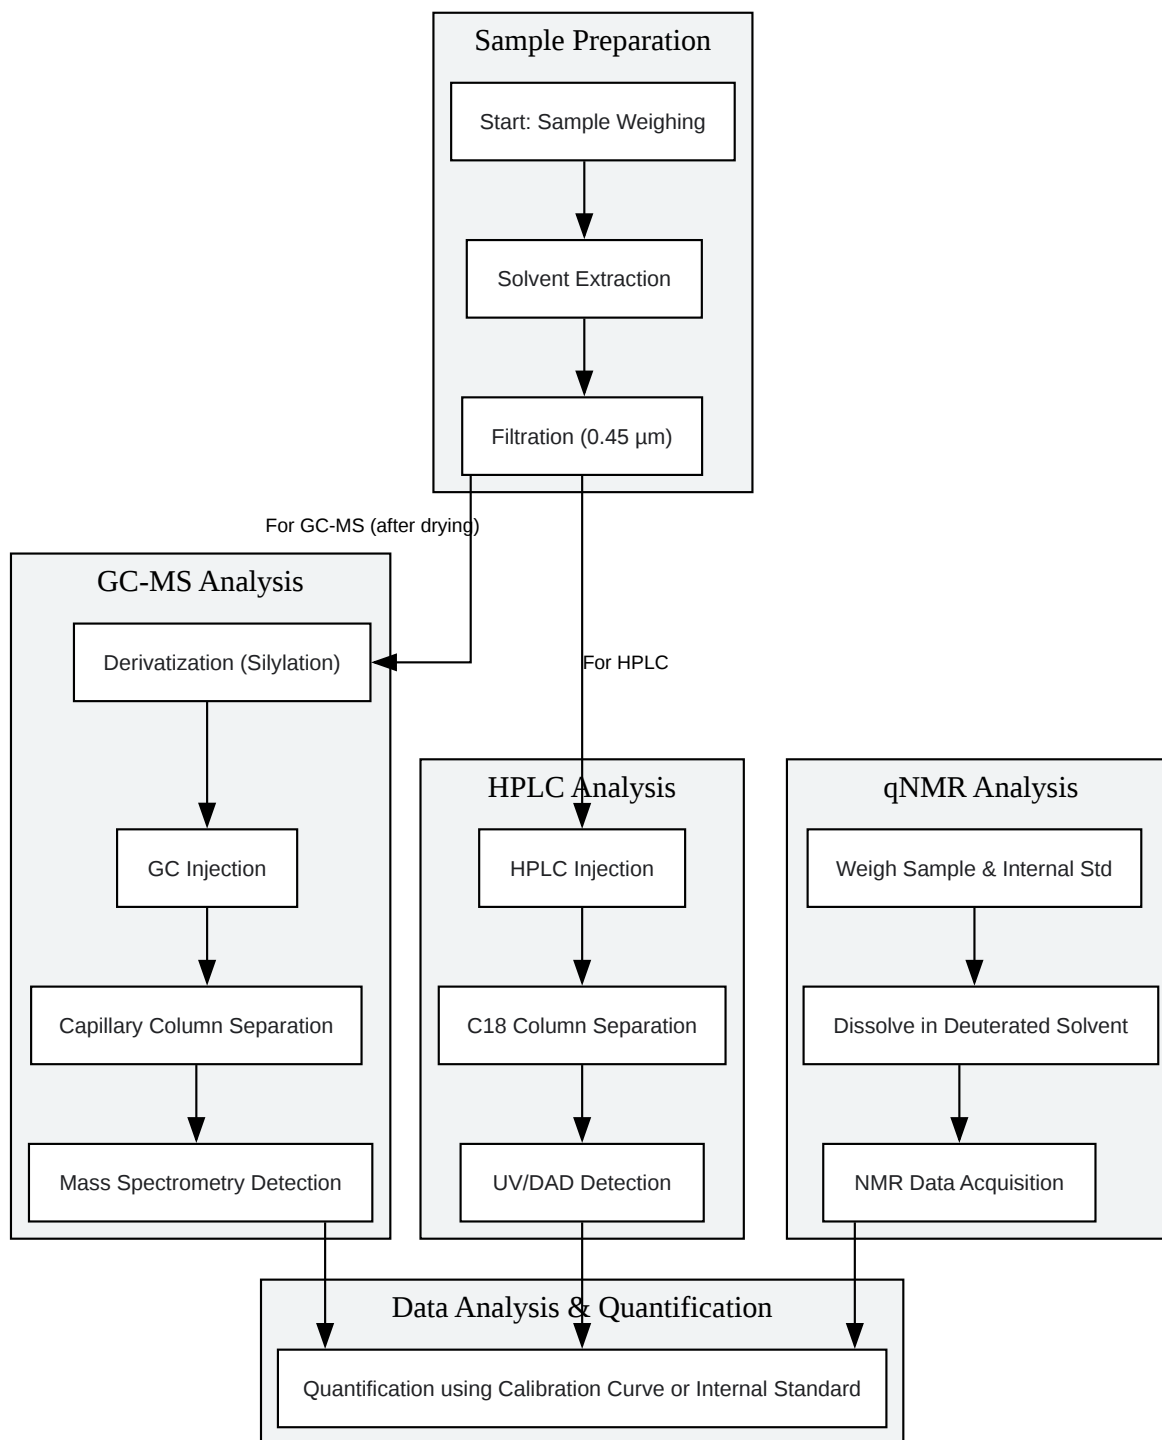 Sample Preparation
Start: Sample Weighing
Solvent Extraction
Filtration (0.45 µm)
For GC-MS (after drying)
GC-MS Analysis
Derivatization (Silylation)
For HPLC
HPLC Analysis
qNMR Analysis
GC Injection
HPLC Injection
Weigh Sample & Internal Std
Capillary Column Separation
C18 Column Separation
Dissolve in Deuterated Solvent
Mass Spectrometry Detection
UV/DAD Detection
NMR Data Acquisition
Data Analysis & Quantification
Quantification using Calibration Curve or Internal Standard